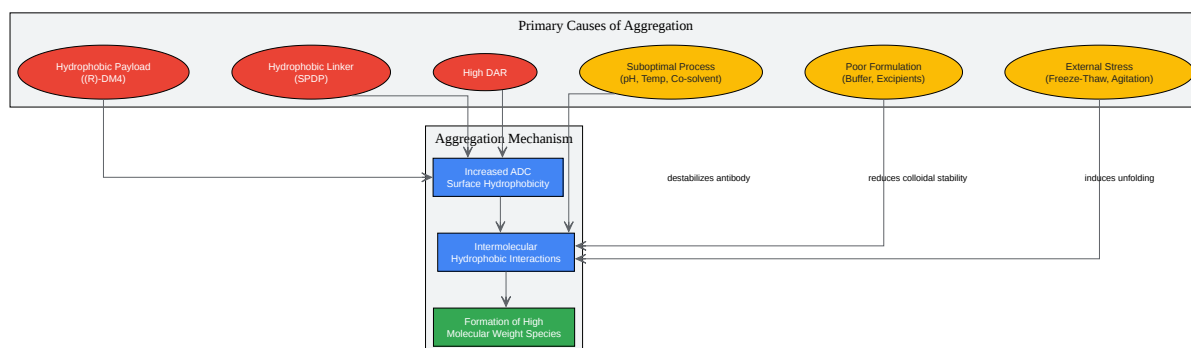 Primary Causes of Aggregation
Hydrophobic Payload
((R)-DM4)
Hydrophobic Linker
(SPDP)
High DAR
Suboptimal Process
(pH, Temp, Co-solvent)
Poor Formulation
(Buffer, Excipients)
External Stress
(Freeze-Thaw, Agitation)
Aggregation Mechanism
Increased ADC
Surface Hydrophobicity
destabilizes antibody
reduces colloidal stability
induces unfolding
Intermolecular
Hydrophobic Interactions
Formation of High
Molecular Weight Species